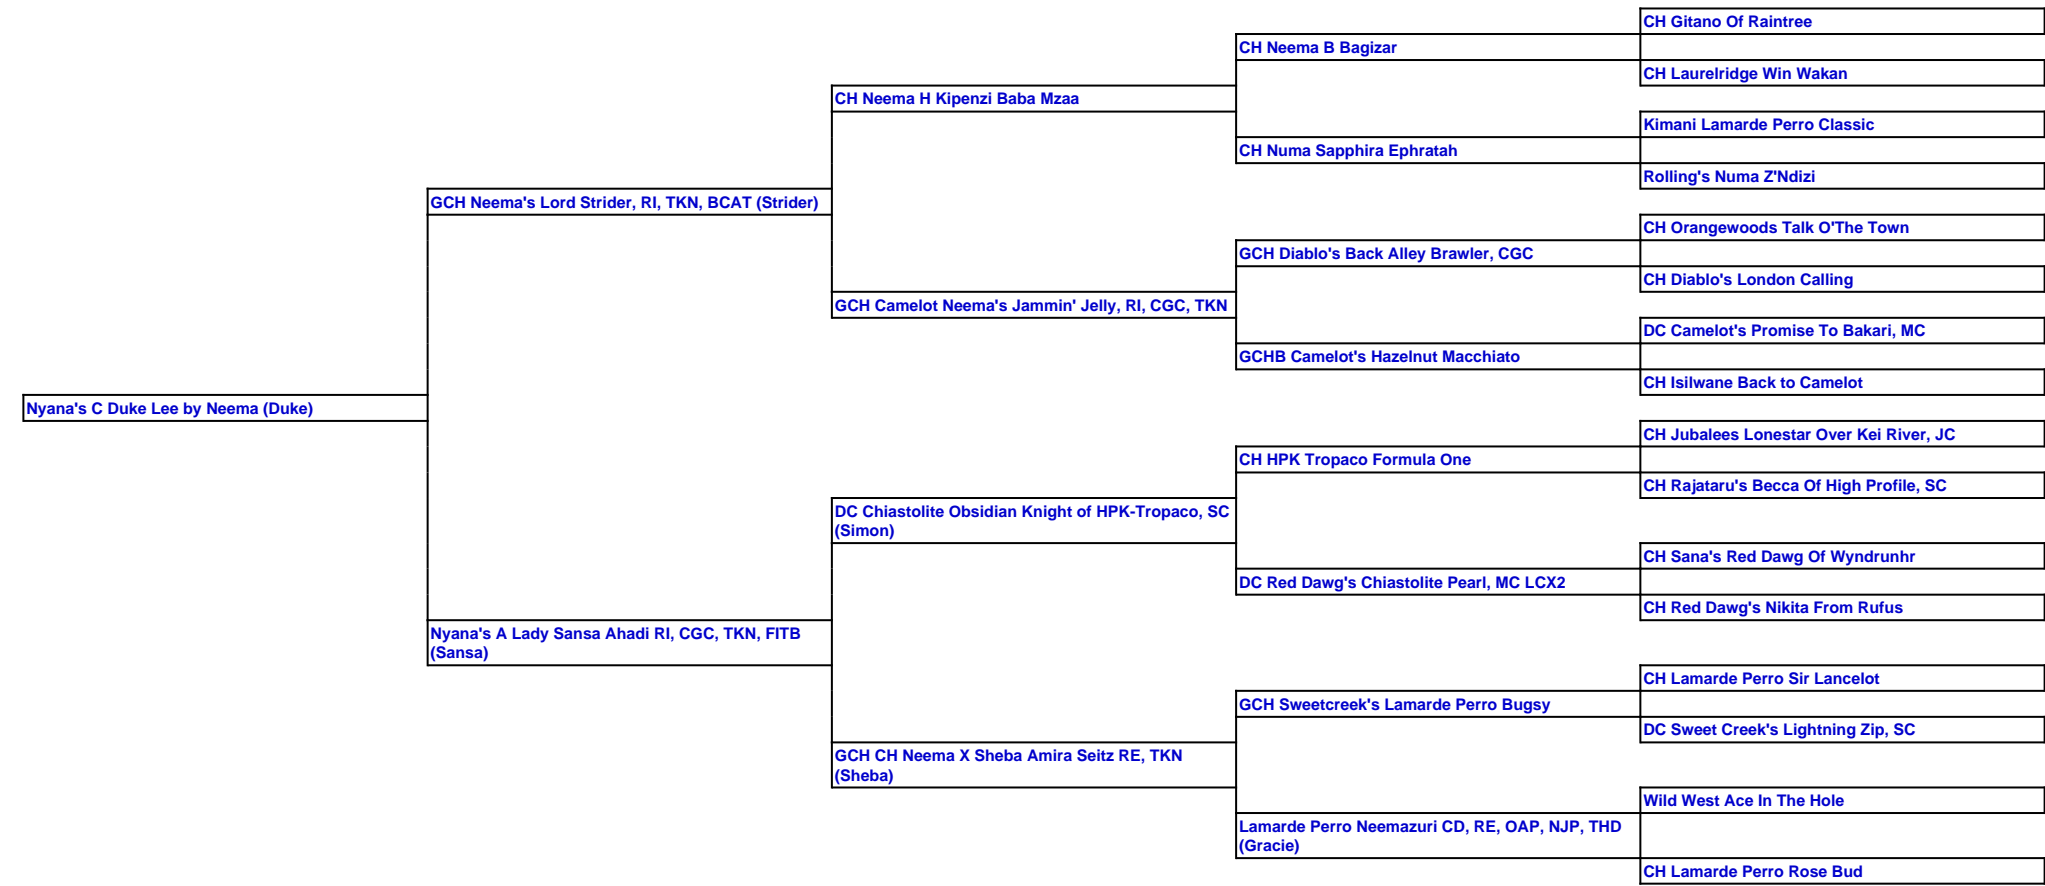 CH Gitano Of Raintree
CH Neema B Bagizar
CH Laurelridge Win Wakan
CH Neema H Kipenzi Baba Mzaa
Kimani Lamarde Perro Classic
CH Numa Sapphira Ephratah
Rolling's Numa Z'Ndizi
GCH Neema's Lord Strider, RI, TKN, BCAT (Strider)
CH Orangewoods Talk O'The Town
GCH Diablo's Back Alley Brawler, CGC
CH Diablo's London Calling
GCH Camelot Neema's Jammin' Jelly, RI, CGC, TKN
DC Camelot's Promise To Bakari, MC
GCHB Camelot's Hazelnut Macchiato
CH Isilwane Back to Camelot
Nyana's C Duke Lee by Neema (Duke)
CH Jubalees Lonestar Over Kei River, JC
CH HPK Tropaco Formula One
CH Rajataru's Becca Of High Profile, SC
DC Chiastolite Obsidian Knight of HPK-Tropaco, SC
(Simon)
CH Sana's Red Dawg Of Wyndrunhr
DC Red Dawg's Chiastolite Pearl, MC LCX2
CH Red Dawg's Nikita From Rufus
Nyana's A Lady Sansa Ahadi RI, CGC, TKN, FITB
(Sansa)
CH Lamarde Perro Sir Lancelot
GCH Sweetcreek's Lamarde Perro Bugsy
DC Sweet Creek's Lightning Zip, SC
GCH CH Neema X Sheba Amira Seitz RE, TKN
(Sheba)
Wild West Ace In The Hole
Lamarde Perro Neemazuri CD, RE, OAP, NJP, THD
(Gracie)
CH Lamarde Perro Rose Bud